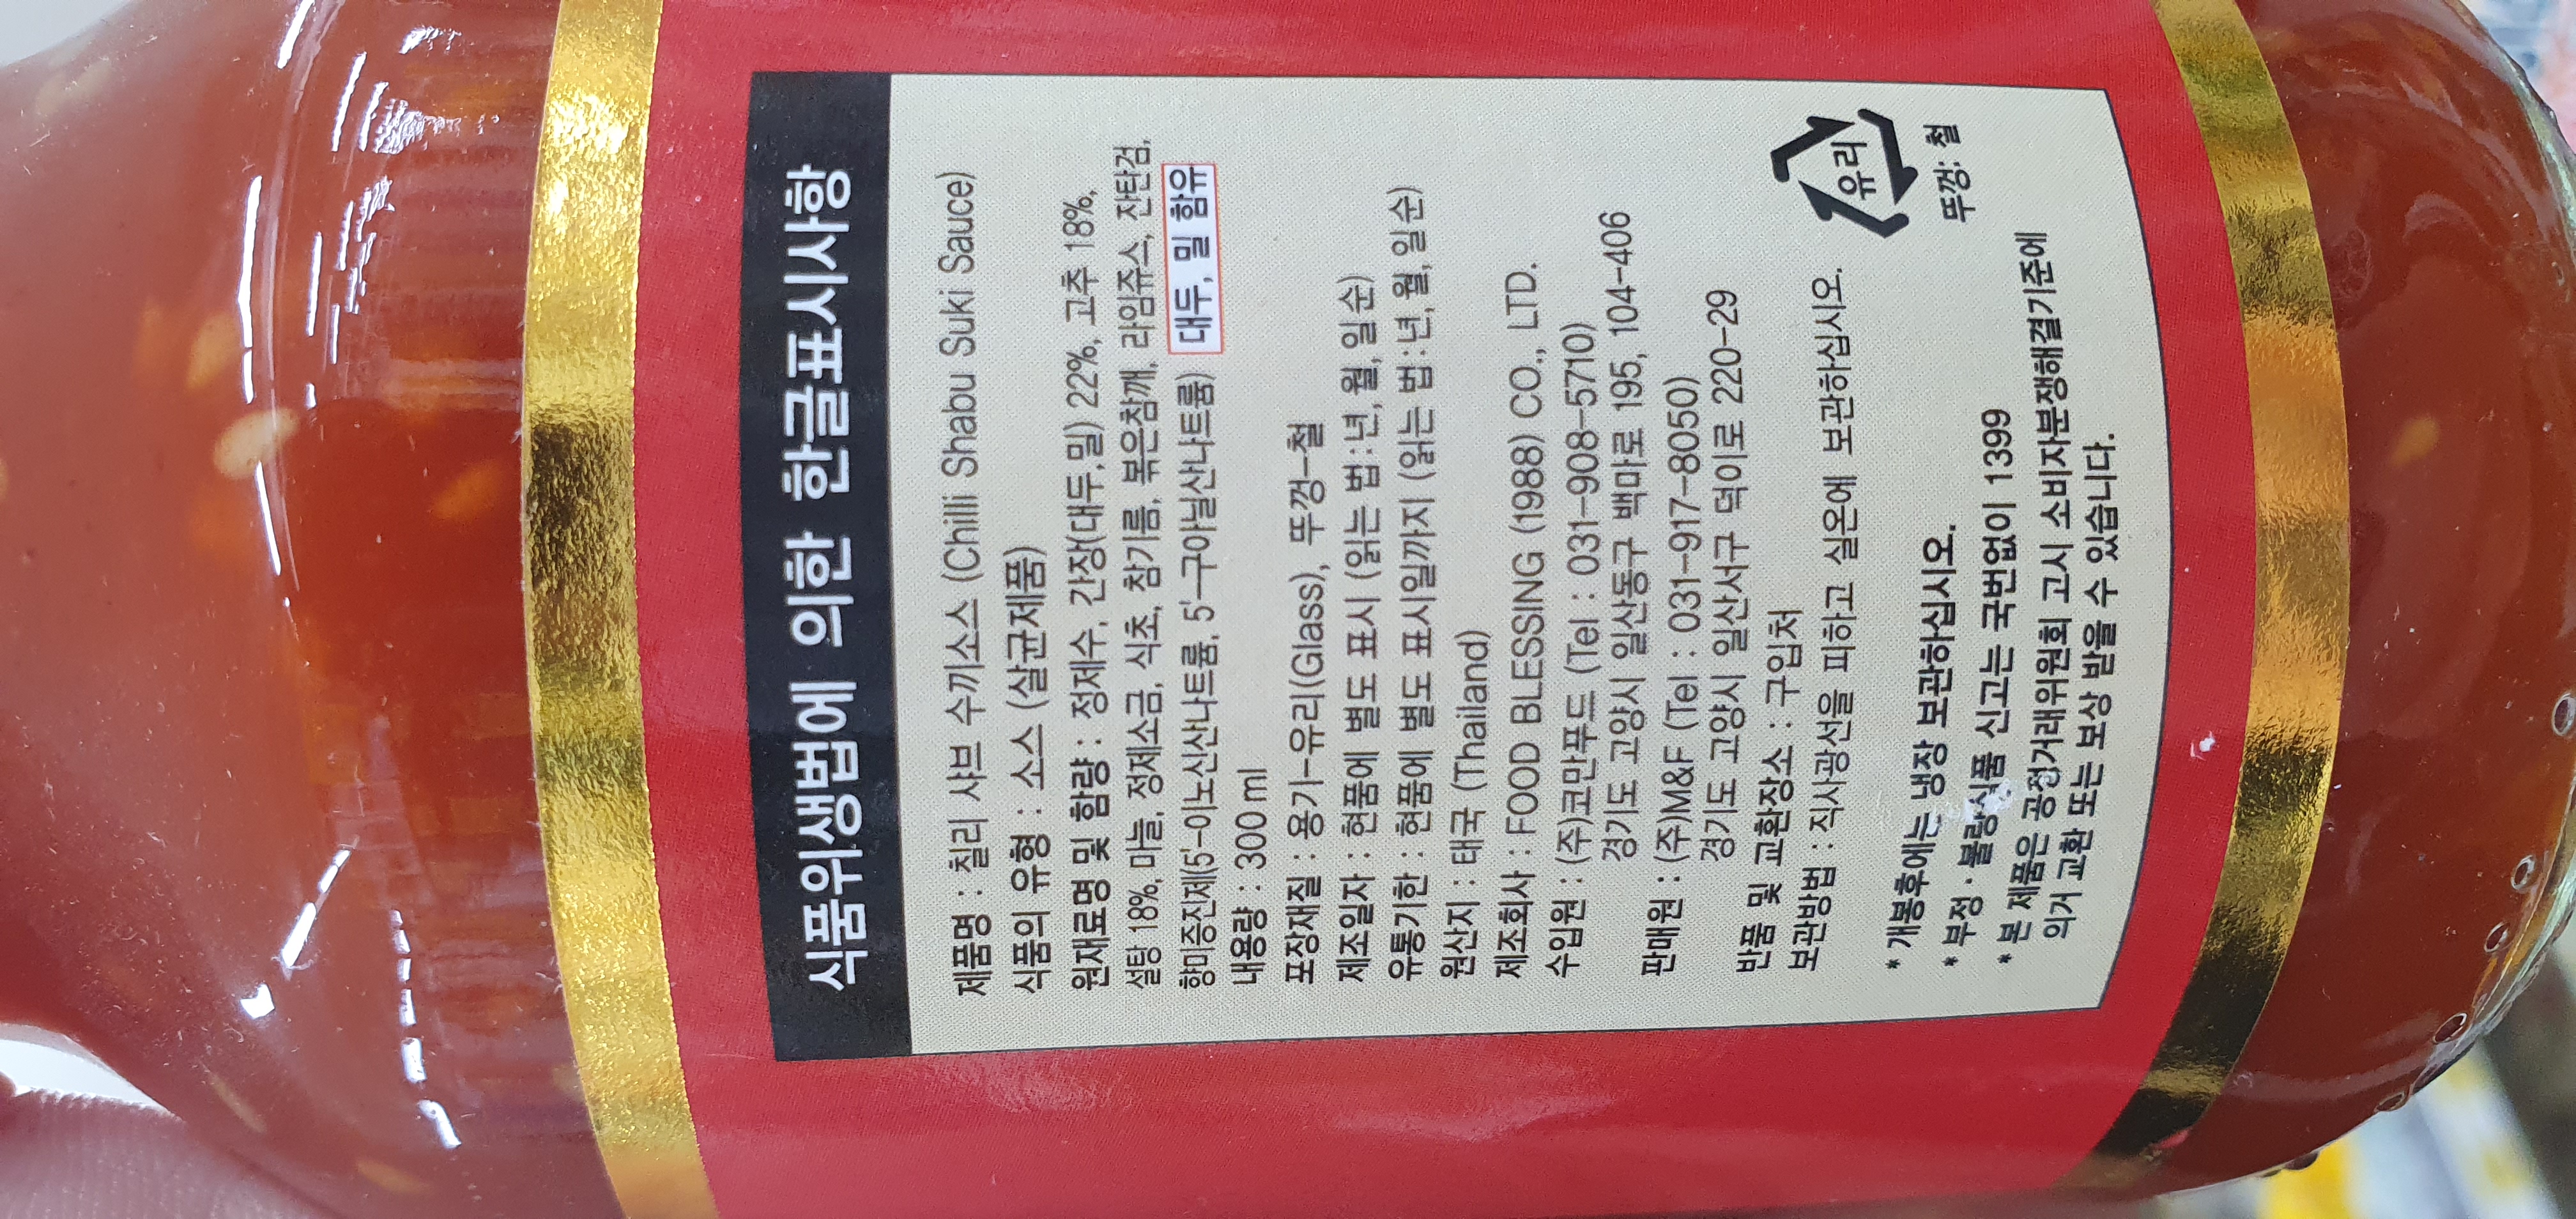 식품위생법에 의한 한글표시사항
제품명 : 칠리 샤브 수끼소스 (Chilli Shabu Suki Sauce)
식품의 유형 : 소스 (살균제품)
원재료명 및 함량 : 정제수, 간장(대두,밀) 22%, 고추 18%,
설탕 18%, 마늘, 정제소금, 식초, 참기름, 볶은참깨, 라임쥬스, 잔탄검,
향미증진제(5'-이노신산나트륨, 5'-구아닐산나트륨) 대두, 밀 함유
내용량 : 300ml
포장재질 : 용기-유리(Glass), 뚜껑-철
제조일자 : 현품에 별도 표시 (읽는 법:년,월,일순)
유통기한 : 현품에 별도 표시일까지 (읽는 법:년,월,일순)
원산지 : 태국 (Thailand)
제조회사 : FOOD BLESSING (1988) CO., LTD.
수입원 : (주)코만푸드 (Tel : 031-908-5710)
경기도 고양시 일산동구 백마로 195, 104-406
판매원 : (주)M&F (Tel : 031-917-8050)
경기도 고양시 일산서구 덕이로 220-29
반품 및 교환장소 : 구입처
보관방법 : 직사광선을 피하고 실온에 보관하십시오.
유리
뚜껑: 철
* 개봉후에는 냉장 보관하십시오.
* 부정·불량식품 신고는 국번없이 1399
* 본 제품은 공정거래위원회 고시 소비자분쟁해결기준에
의거 교환 또는 보상 받을 수 있습니다.